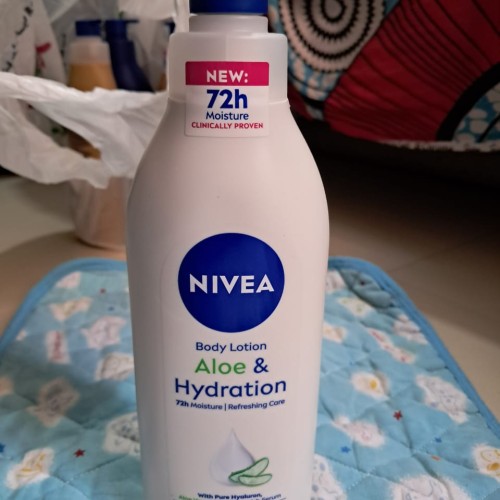 NEW:
72h
Moisture
CLINICALLY PROVEN
NIVEA
Body Lotion
Aloe &
Hydration
72h Moisture | Refreshing Care
With Pure Hyaluron,